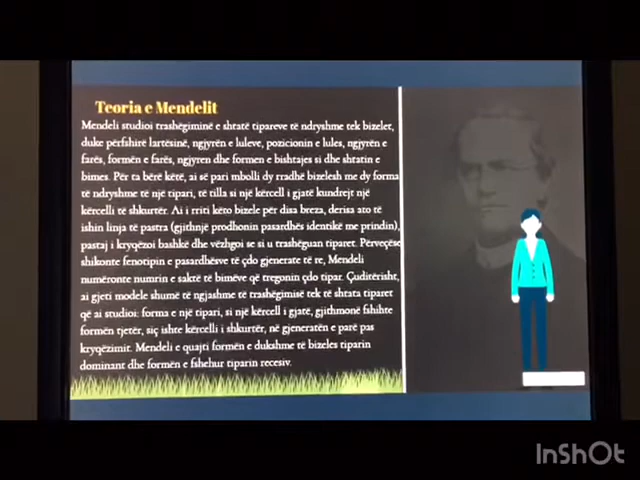 Teoria e Mendelit
Mendeli studioi trashëgiminë e shtatë tipareve të ndryshme tek bizelet,
duke përfshirë lartësinë, ngjyrën e luleve, pozicionin e lules, ngjyrën e
farës, formën e farës, ngjyren dhe formen e bishtajes si dhe shtatin e
bimes. Për ta bërë këtë, ai së pari mbolli dy rradhë bizelesh me dy forma
të ndryshme të një tipari, të tilla si një kërcell i gjatë kundrejt një
kërcelli të shkurtër. Ai i rriti këto bizele për disa breza, derisa ato të
ishin linja të pastra (gjithnjë prodhonin pasardhës identikë me prindin),
pastaj i kryqëzoi bashkë dhe vëzhgoi se si u trashëguan tiparet. Përveçëse
shikonte fenotipin e pasardhësve të çdo gjenerate të re, Mendeli
numëronte numrin e saktë të bimëve që tregonin çdo tipar. Çuditërisht,
ai gjeti modele shumë të ngjashme të trashëgimisë tek të shtata tiparet
që ai studioi: forma e një tipari, si një kërcell i gjatë, gjithmonë fshihte
formën tjetër, siç ishte kërcelli i shkurtër, në gjeneratën e parë pas
kryqëzimit. Mendeli e quajti formën e dukshme të bizeles tiparin
dominant dhe formën e fshehur tiparin recesiv.
InShOt